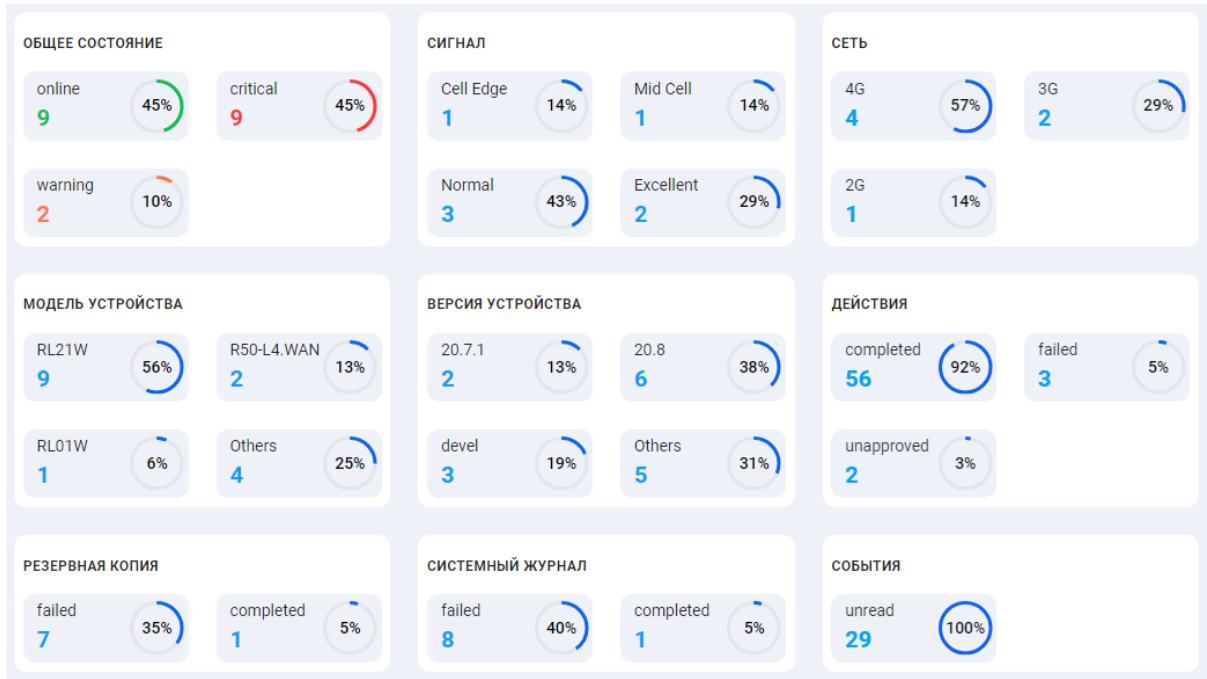 ОБЩЕЕ СОСТОЯНИЕ
online
9
45%
critical
9
45%
warning
2
10%
СИГНАЛ
Cell Edge
1
14%
Mid Cell
1
14%
Normal
3
43%
Excellent
2
29%
СЕТЬ
4G
4
57%
3G
2
29%
2G
1
14%
МОДЕЛЬ УСТРОЙСТВА
RL21W
9
56%
R50-L4.WAN
2
13%
RL01W
1
6%
Others
4
25%
ВЕРСИЯ УСТРОЙСТВА
20.7.1
2
13%
20.8
6
38%
devel
3
19%
Others
5
31%
ДЕЙСТВИЯ
completed
56
92%
failed
3
5%
unapproved
2
3%
РЕЗЕРВНАЯ КОПИЯ
failed
7
35%
completed
1
5%
СИСТЕМНЫЙ ЖУРНАЛ
failed
8
40%
completed
1
5%
СОБЫТИЯ
unread
29
100%